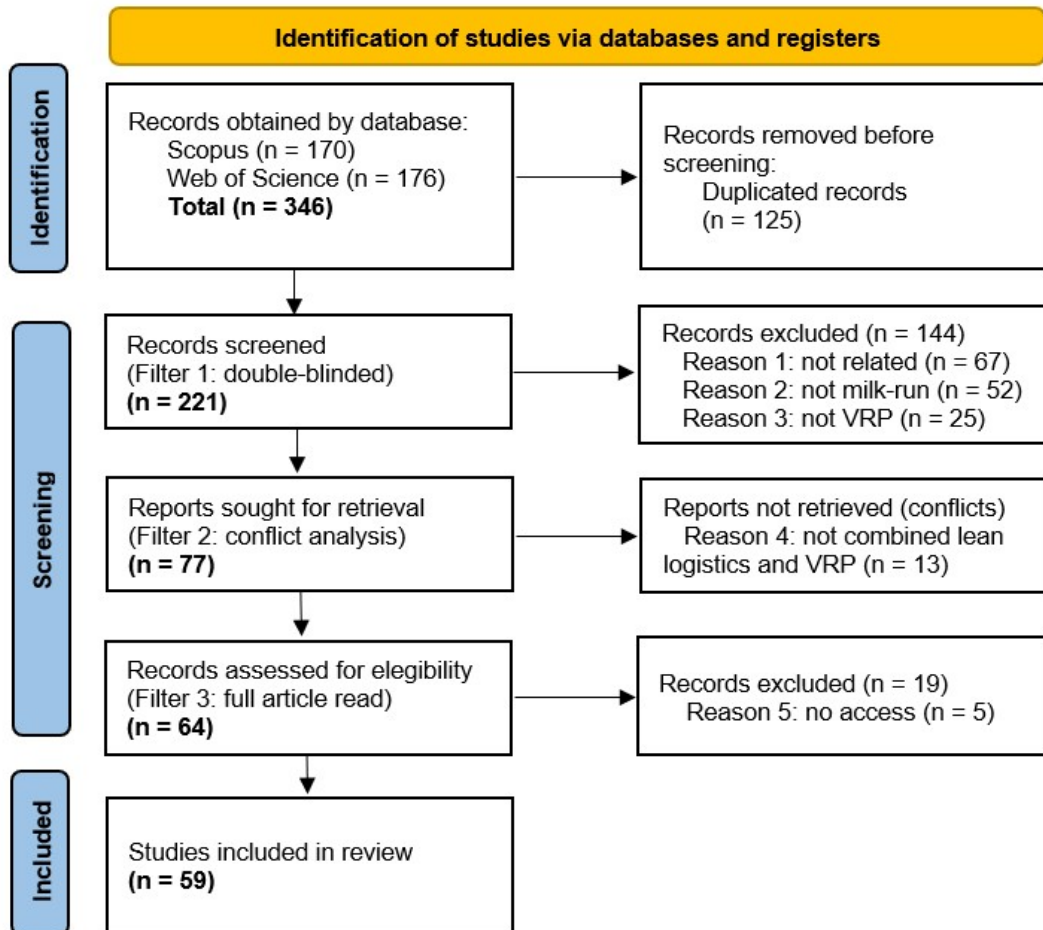 Identification of studies via databases and registers
Identification
Records obtained by database:
Scopus (n = 170)
Web of Science (n = 176)
Total (n = 346)
Records removed before
screening:
Duplicated records
(n = 125)
Screening
Records screened
(Filter 1: double-blinded)
(n = 221)
Records excluded (n = 144)
Reason 1: not related (n = 67)
Reason 2: not milk-run (n = 52)
Reason 3: not VRP (n = 25)
Reports sought for retrieval
(Filter 2: conflict analysis)
(n = 77)
Reports not retrieved (conflicts)
Reason 4: not combined lean
logistics and VRP (n = 13)
Records assessed for elegibility
(Filter 3: full article read)
(n = 64)
Records excluded (n = 19)
Reason 5: no access (n = 5)
Included
Studies included in review
(n = 59)